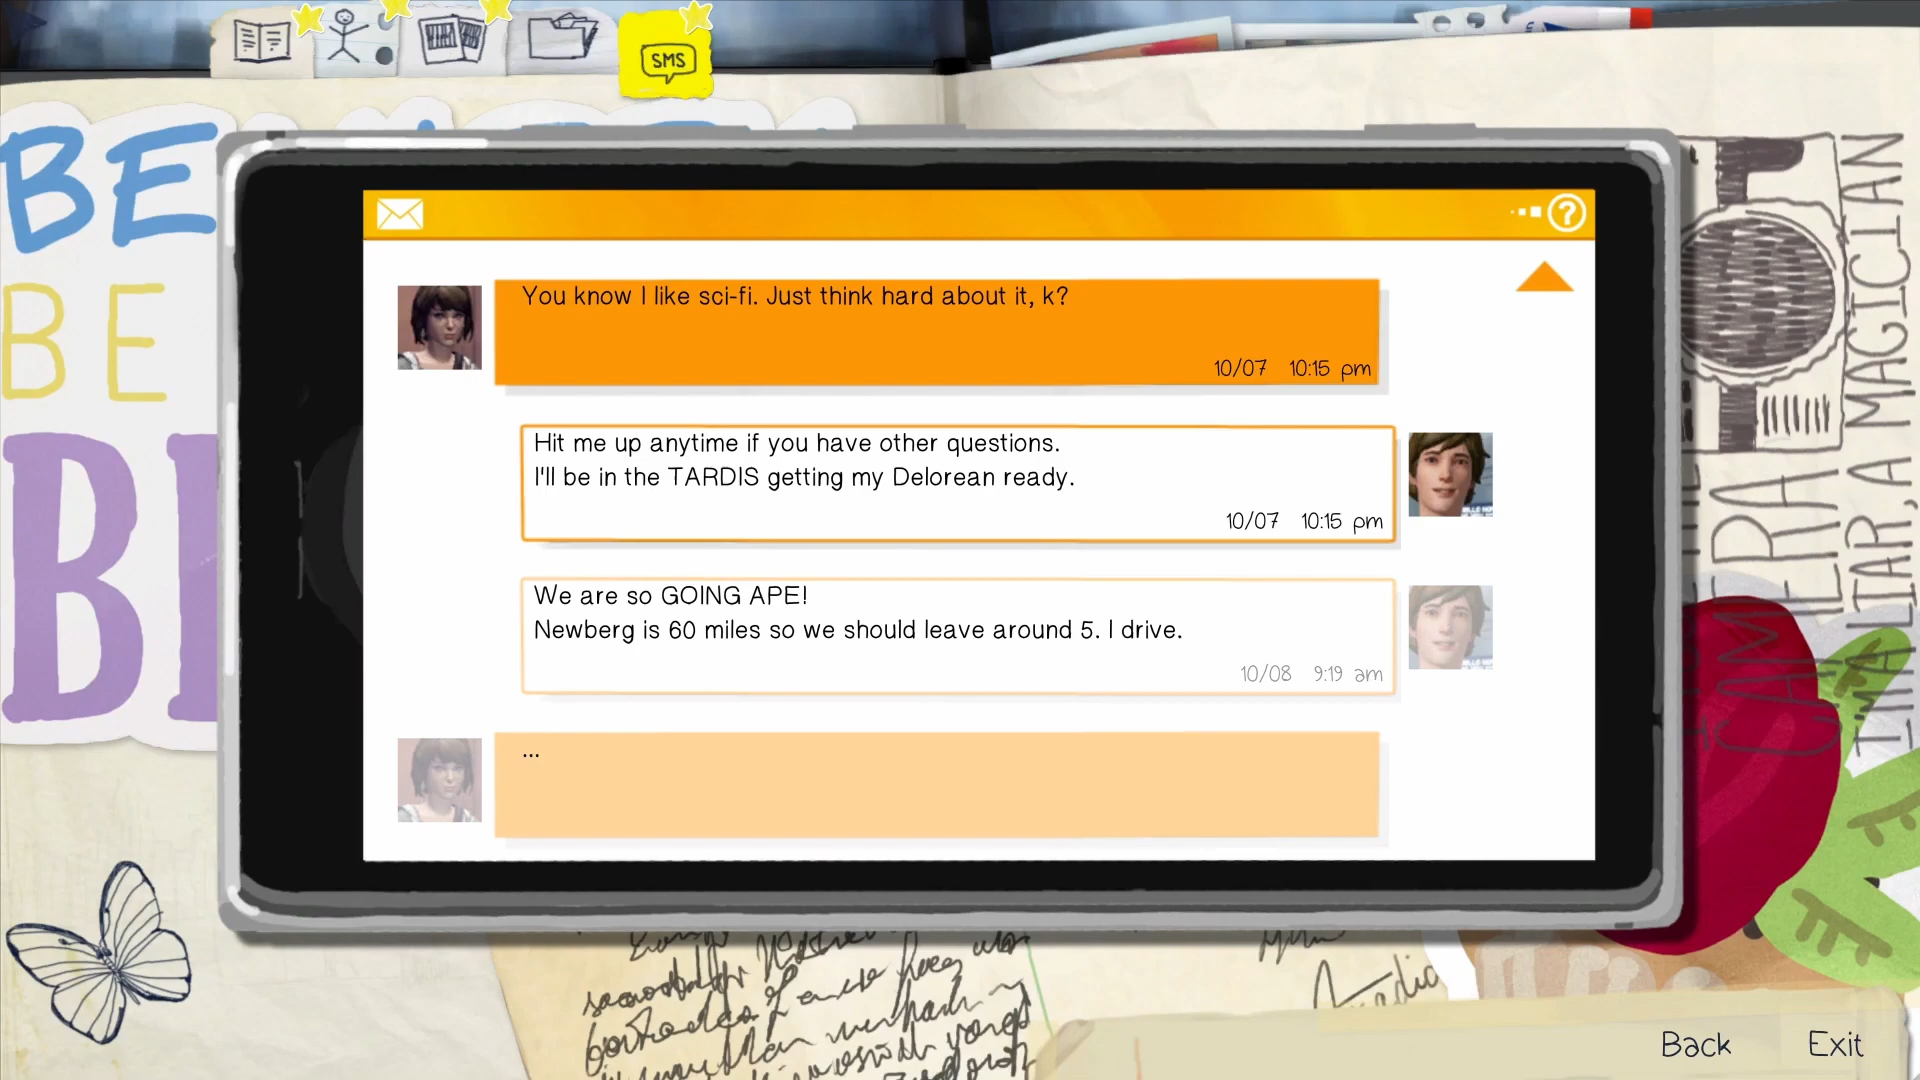 SMS
BE
BE
You know I like sci-fi. Just think hard about it, k?
10/07 10:15 pm
Hit me up anytime if you have other questions.
I'll be in the TARDIS getting my Delorean ready.
10/07 10:15 pm
We are so GOING APE!
Newberg is 60 miles so we should leave around 5. I drive.
10/08 9:19 am
...
CAMERA
I'M A LIAR, A MAGICIAN
Back
Exit